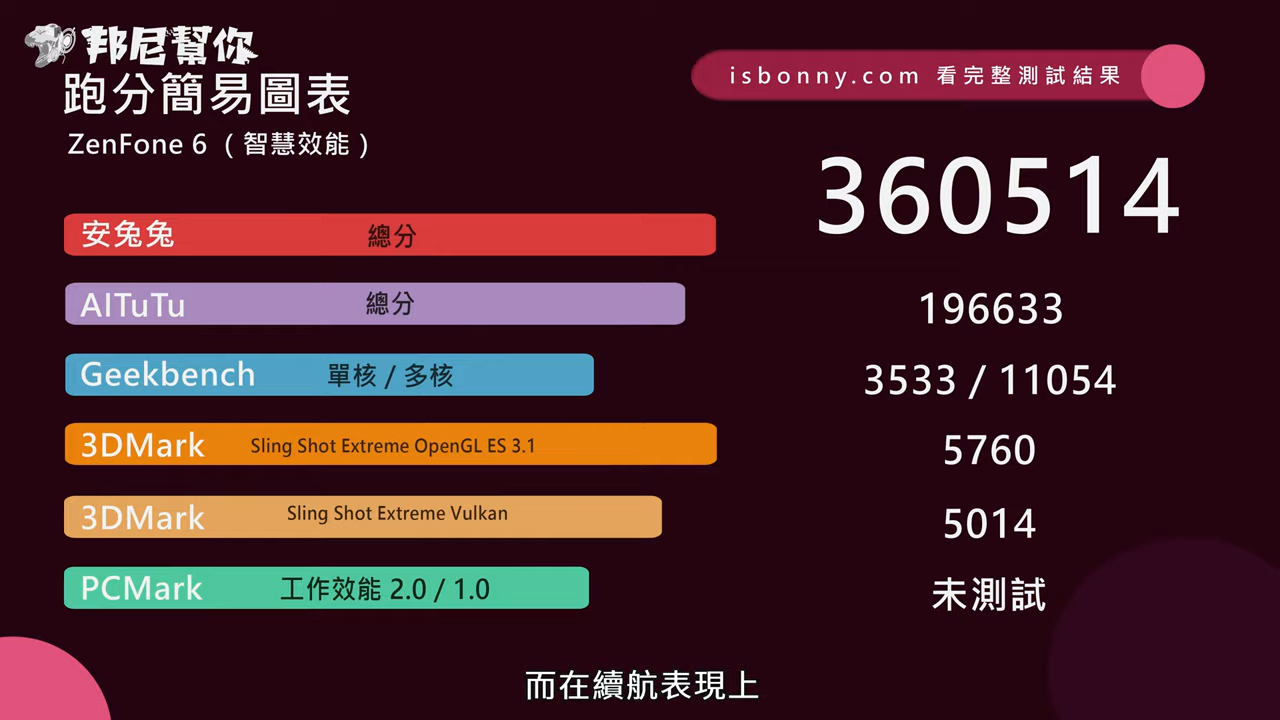 邦尼幫你
跑分簡易圖表
ZenFone 6 (智慧效能)
isbonny.com 看完整測試結果
360514
安兔兔 總分
AITuTu 總分 196633
Geekbench 單核 / 多核 3533 / 11054
3DMark Sling Shot Extreme OpenGL ES 3.1 5760
3DMark Sling Shot Extreme Vulkan 5014
PCMark 工作效能 2.0 / 1.0 未測試
而在續航表現上